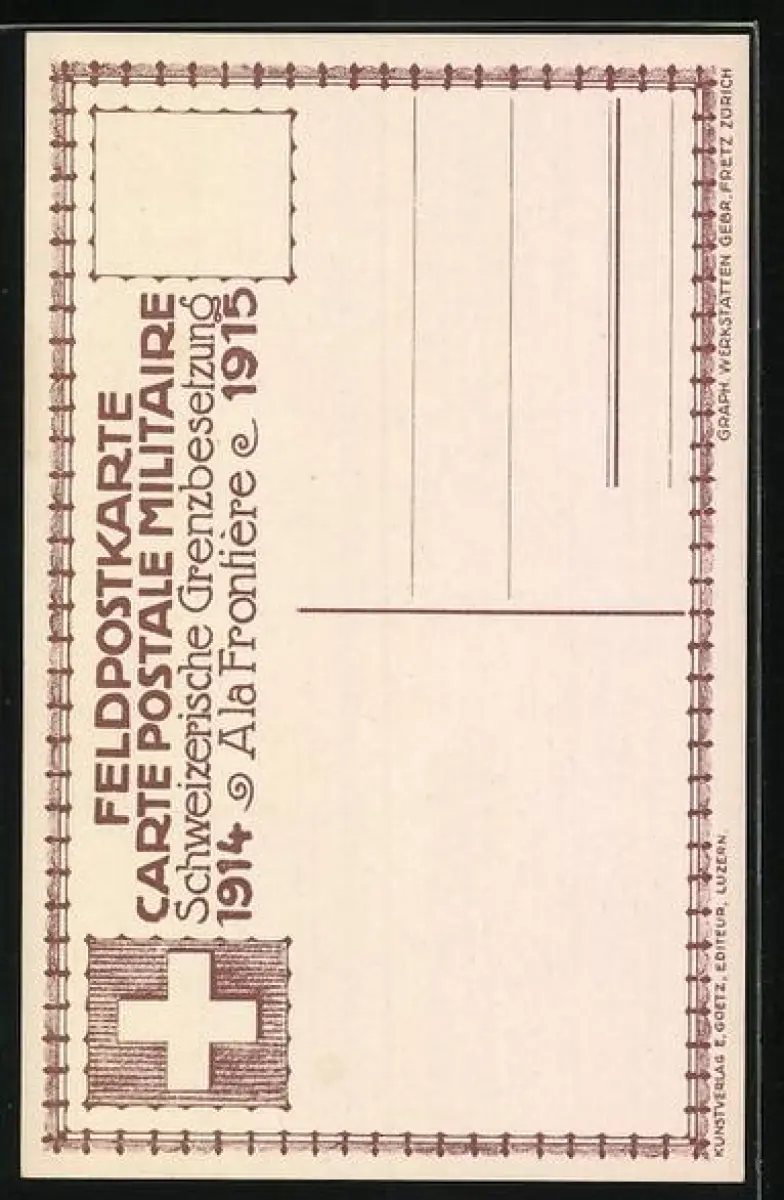 FELDPOSTKARTE
CARTE POSTALE MILITAIRE
Schweizerische Grenzbesetzung
1914 A la Frontière 1915
KUNSTVERLAG E. GOETZ, EDITEUR, LUZERN.
GRAPH. WERKSTÄTTEN GEBR. FRETZ ZÜRICH